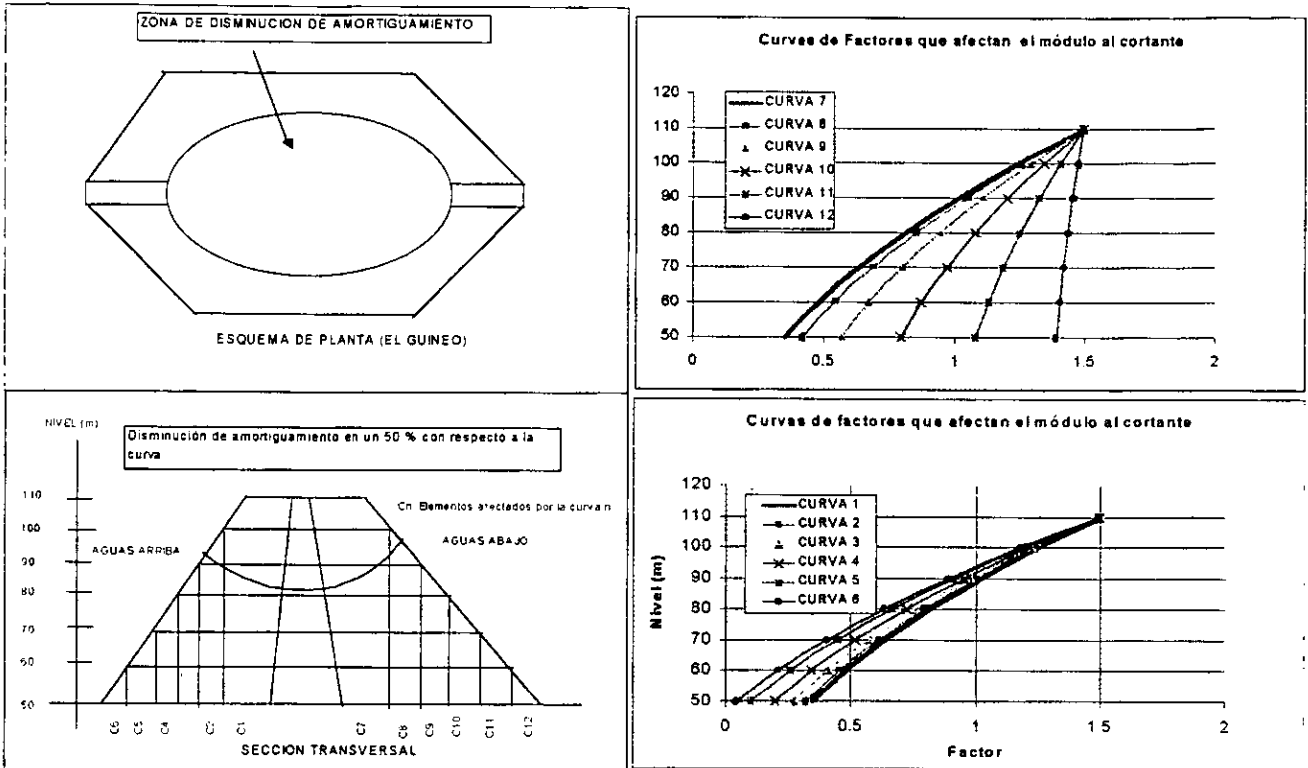 ZONA DE DISMINUCION DE AMORTIGUAMIENTO
ESQUEMA DE PLANTA (EL GUINEO)
Curvas de Factores que afectan el módulo al cortante
120
110
100
90
80
70
60
50
CURVA 7
CURVA 8
CURVA 9
CURVA 10
CURVA 11
CURVA 12
0
0.5
1
1.5
2
NIVEL (m)
Disminución de amortiguamiento en un 50 % con respecto a la
curva
110
100
90
80
70
60
50
Cn Elementos afectados por la curva n
AGUAS ARRIBA
AGUAS ABAJO
C6
C5
C4
C2
C1
C7
C8
C9
C10
C11
C12
SECCION TRANSVERSAL
Curvas de factores que afectan el módulo al cortante
Nivel (m)
120
110
100
90
80
70
60
50
CURVA 1
CURVA 2
CURVA 3
CURVA 4
CURVA 5
CURVA 6
0
0.5
1
1.5
2
Factor